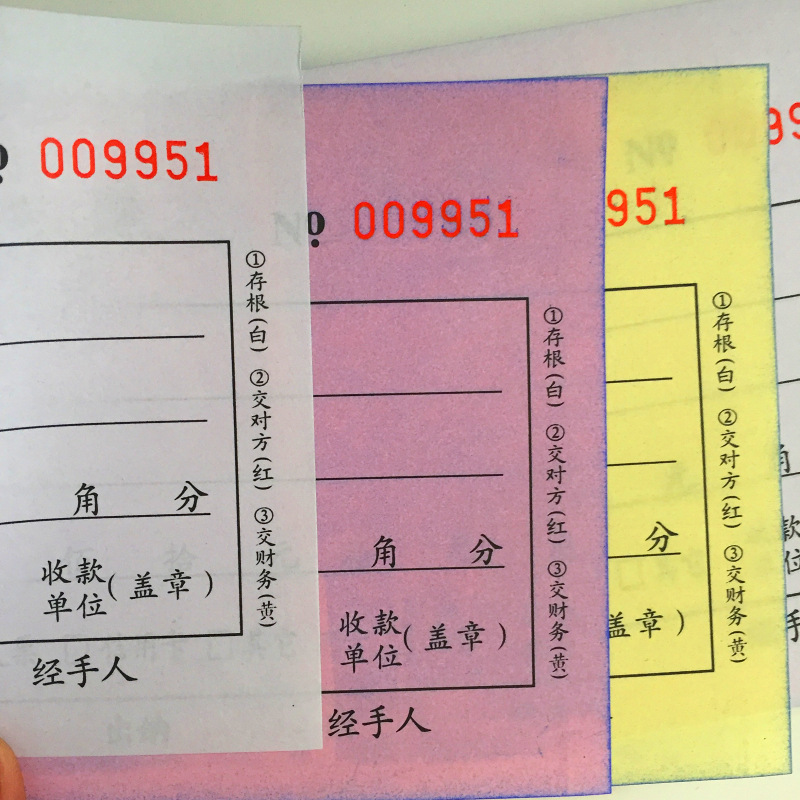 009951
①存根(白) ②交对方(红) ③交财务(黄)
角 分
收款
单位
(盖章)
经手人
№ 009951
①存根(白) ②交对方(红) ③交财务(黄)
角 分
收款
单位
(盖章)
经手人
951
①存根(白) ②交对方(红) ③交财务(黄)
分
盖章)